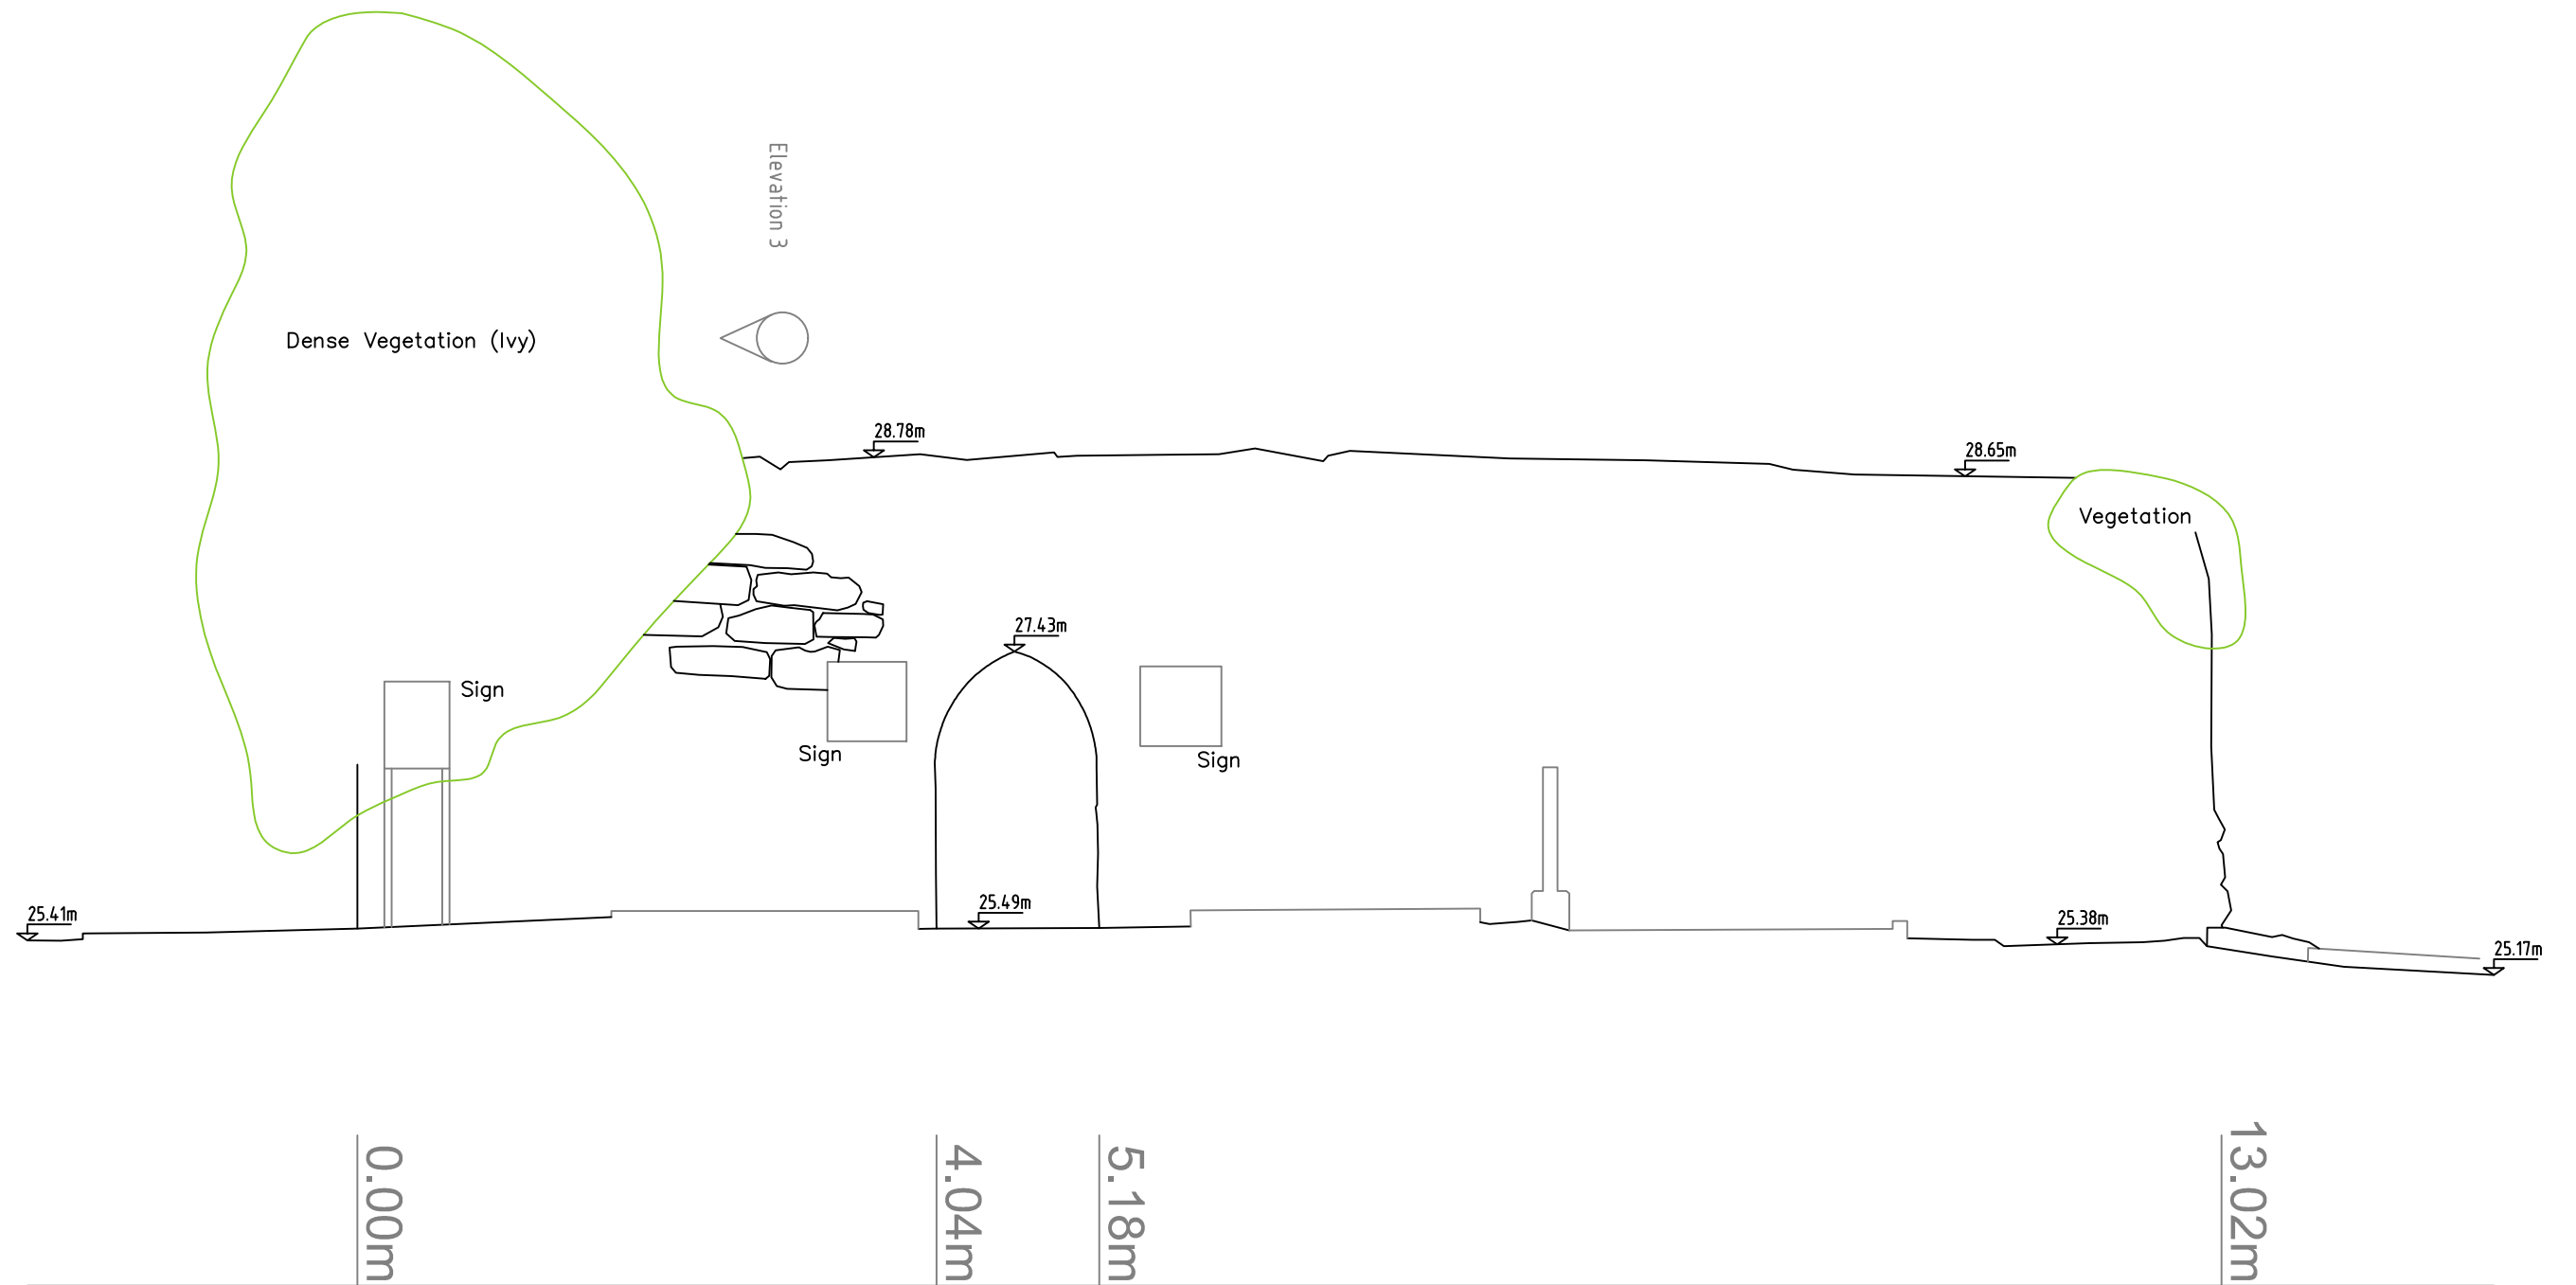 Elevation 3
Dense Vegetation (Ivy)
28.78m
28.65m
Vegetation
27.43m
Sign
Sign
Sign
25.41m
25.49m
25.38m
25.17m
0.00m
4.04m
5.18m
13.02m